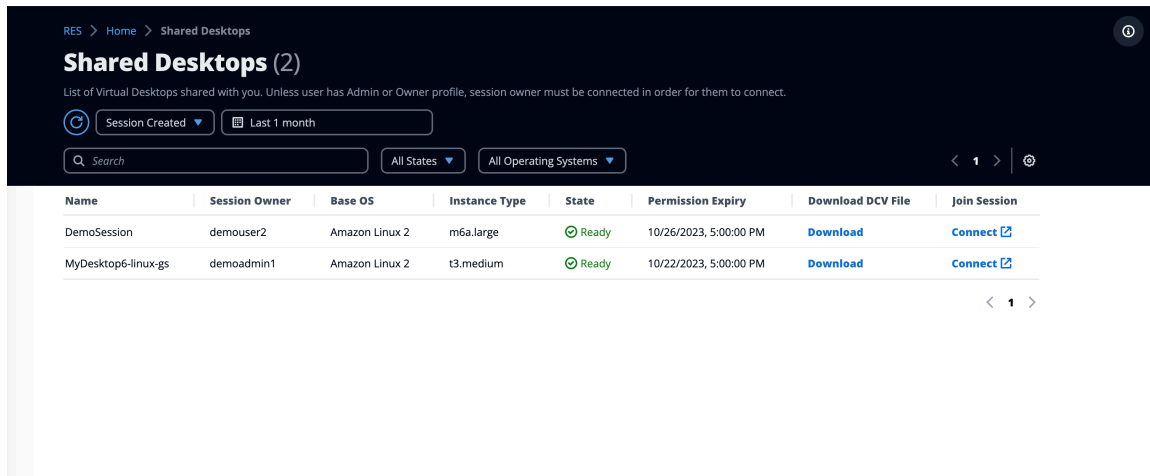 RES > Home > Shared Desktops
Shared Desktops (2)
List of Virtual Desktops shared with you. Unless user has Admin or Owner profile, session owner must be connected in order for them to connect.
Session Created Last 1 month
Search All States All Operating Systems < 1 >
Name Session Owner Base OS Instance Type State Permission Expiry Download DCV File Join Session
DemoSession demouser2 Amazon Linux 2 m6a.large Ready 10/26/2023, 5:00:00 PM Download Connect
MyDesktop6-linux-gs demoadmin1 Amazon Linux 2 t3.medium Ready 10/22/2023, 5:00:00 PM Download Connect
< 1 >